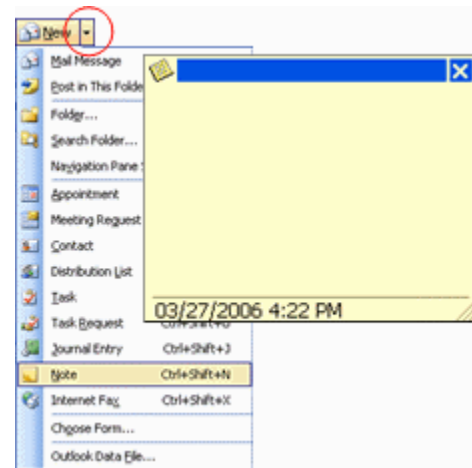 New
Mail Message
Post in This Folde
Folder...
Search Folder...
Navigation Pane
Appointment
Meeting Request
Contact
Distribution List
Task
03/27/2006 4:22 PM
Task Request
Journal Entry Ctrl+Shift+J
Note Ctrl+Shift+N
Internet Fax Ctrl+Shift+X
Choose Form...
Outlook Data File...